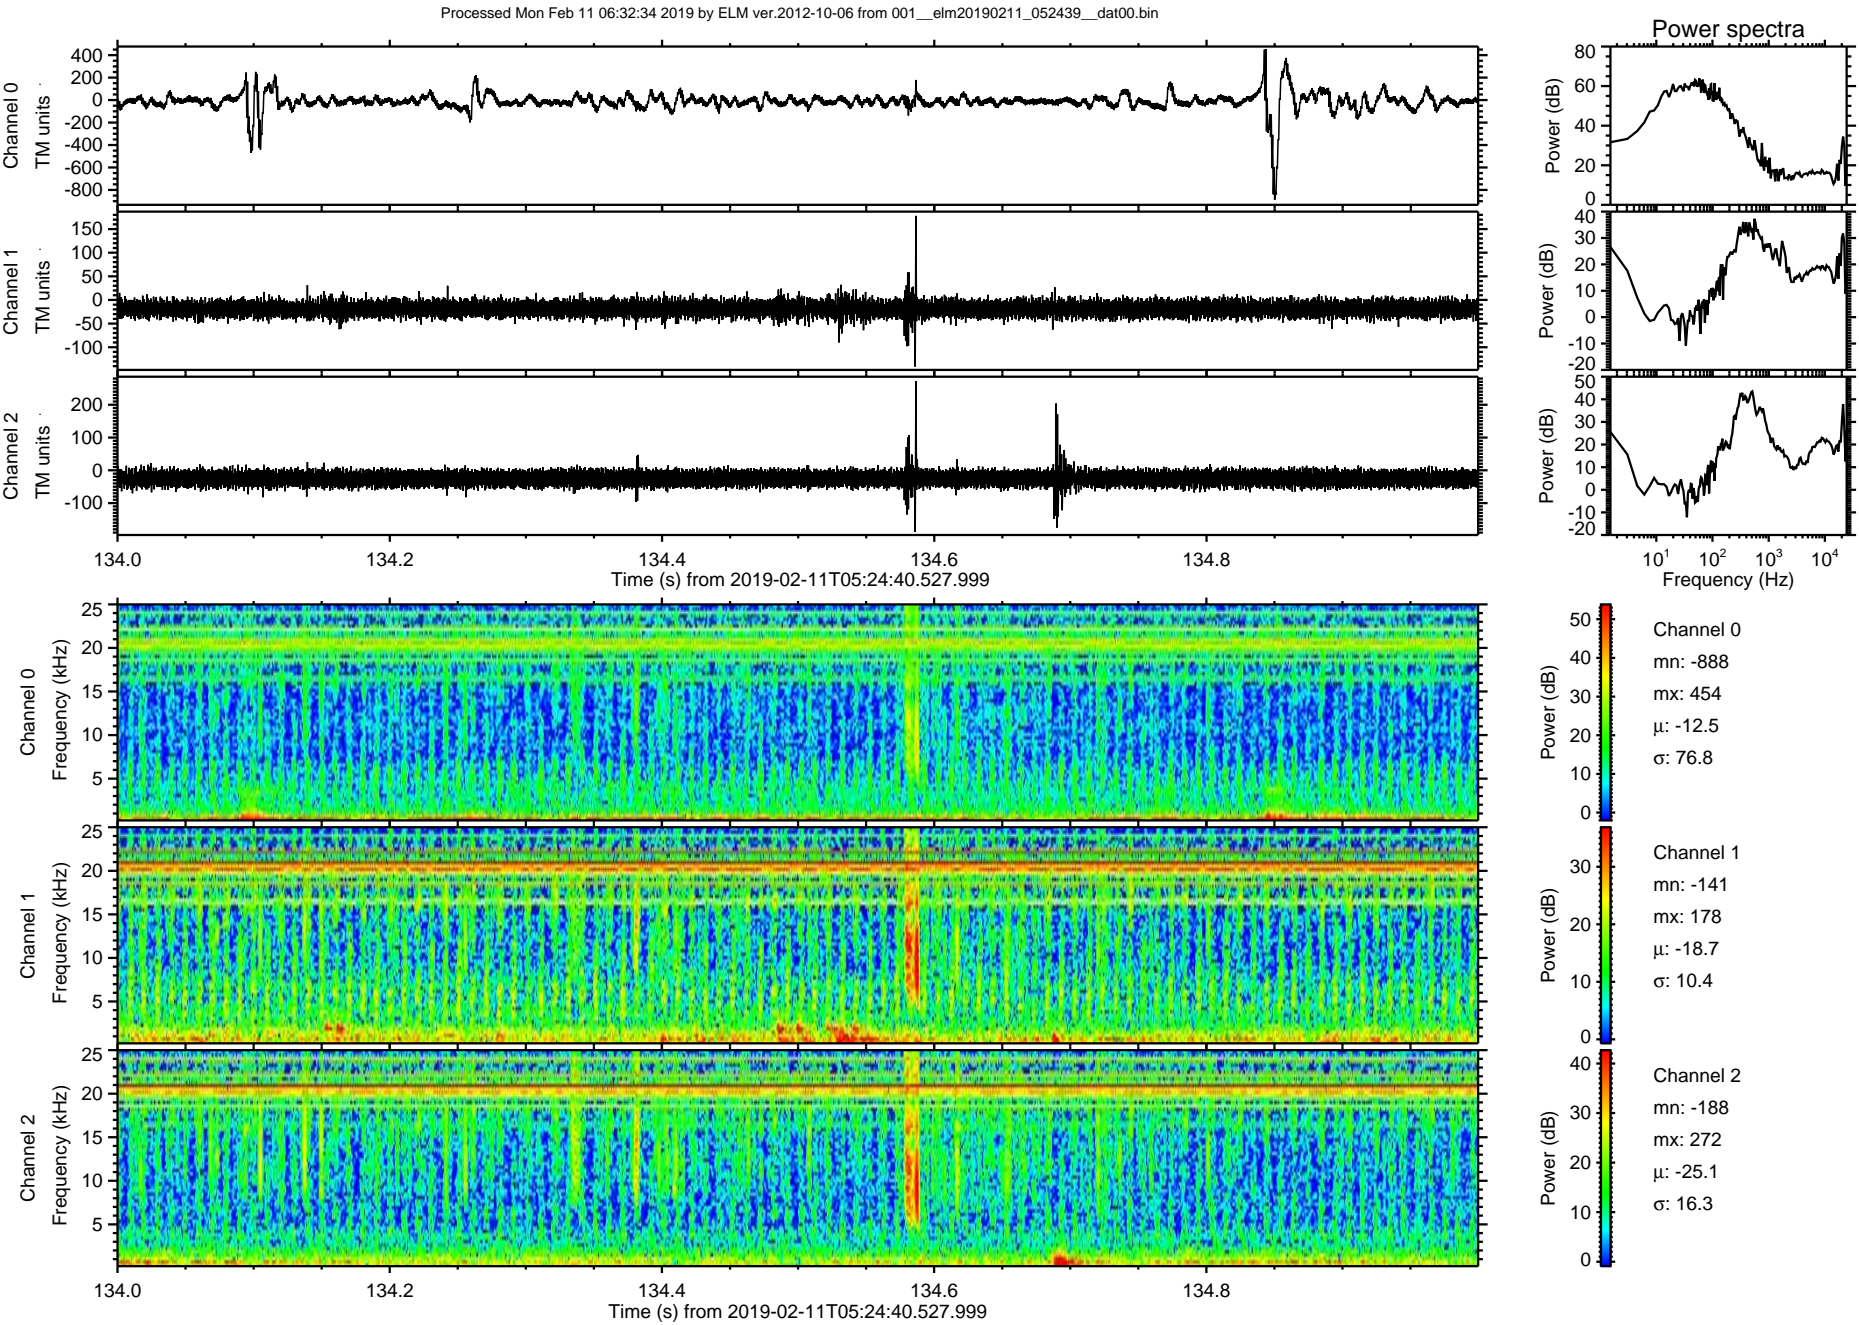 Processed Mon Feb 11 06:32:34 2019 by ELM ver.2012-10-06 from 001__elm20190211_052439__dat00.bin
Power spectra
Channel 0
TM units
400
200
0
-200
-400
-600
-800
Power (dB)
80
60
40
20
0
Channel 1
TM units
150
100
50
0
-50
-100
Power (dB)
40
30
20
10
0
-10
-20
Channel 2
TM units
200
100
0
-100
Power (dB)
50
40
30
20
10
0
-10
-20
134.0 134.2 134.4 134.6 134.8
Time (s) from 2019-02-11T05:24:40.527.999
10¹ 10² 10³ 10⁴
Frequency (Hz)
Channel 0
Frequency (kHz)
25
20
15
10
5
Power (dB)
50
40
30
20
10
0
Channel 0
mn: -888
mx: 454
μ: -12.5
σ: 76.8
Channel 1
Frequency (kHz)
25
20
15
10
5
Power (dB)
30
20
10
0
Channel 1
mn: -141
mx: 178
μ: -18.7
σ: 10.4
Channel 2
Frequency (kHz)
25
20
15
10
5
Power (dB)
40
30
20
10
0
Channel 2
mn: -188
mx: 272
μ: -25.1
σ: 16.3
134.0 134.2 134.4 134.6 134.8
Time (s) from 2019-02-11T05:24:40.527.999